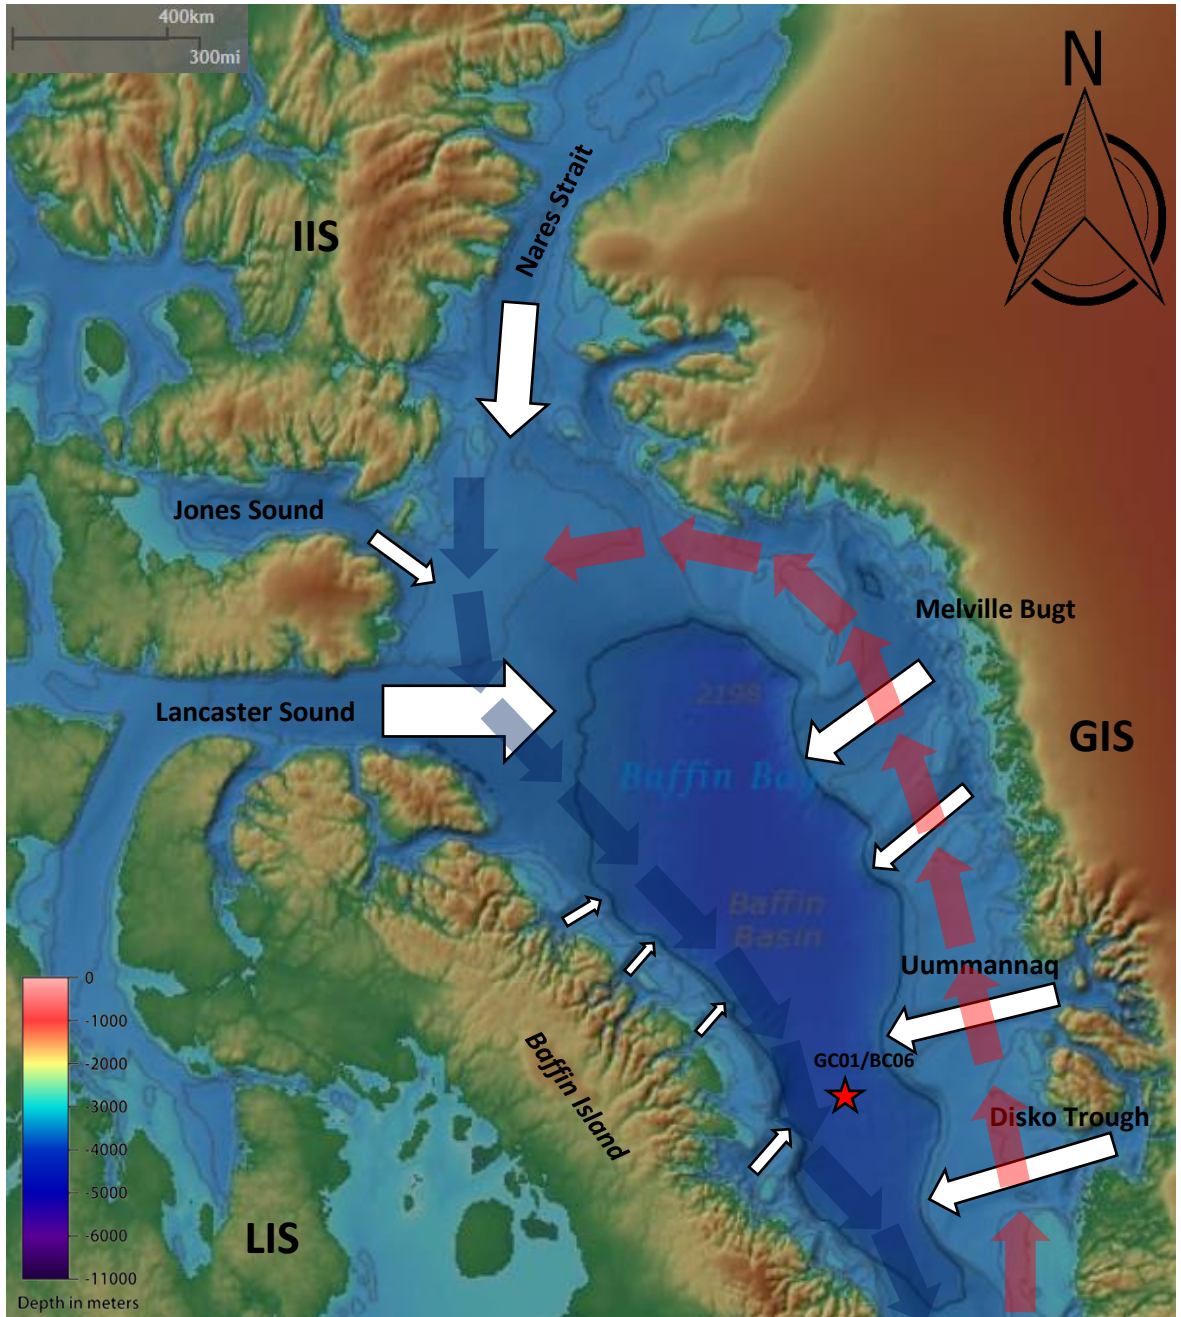 400km
300mi
N
Nares Strait
IIS
Jones Sound
Melville Bugt
Lancaster Sound
2198
GIS
Baffin Bay
Baffin
Basin
Uummannaq
GC01/BC06
Baffin Island
Disko Trough
LIS
0
-1000
-2000
-3000
-4000
-5000
-6000
-11000
Depth in meters